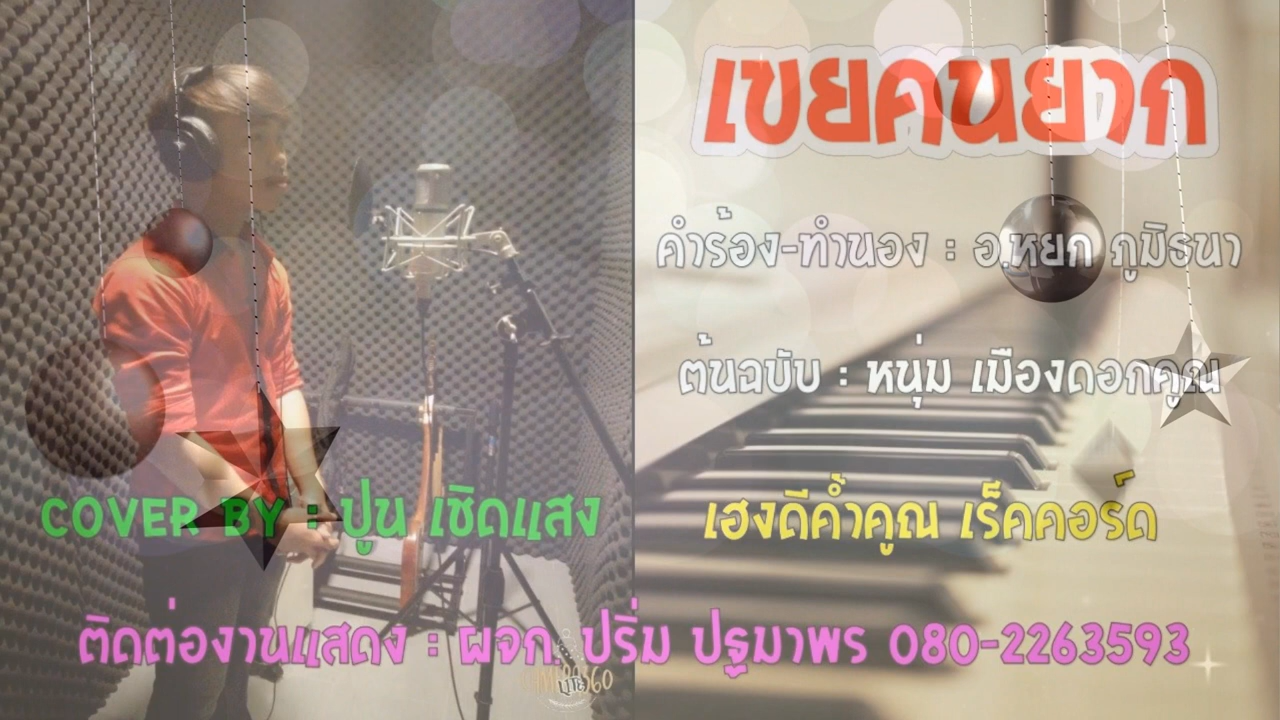 เขยคนยาก
คำร้อง-ทำนอง : อ.หยก ภูมิธนา
ต้นฉบับ : หนุ่ม เมืองดอกคูณ
COVER BY : ปูน เชิดแสง
เฮงดีค้ำคูณ เร็คคอร์ด
ติดต่องานแสดง : ผจก. ปริ่ม ปฐมาพร 080-2263593